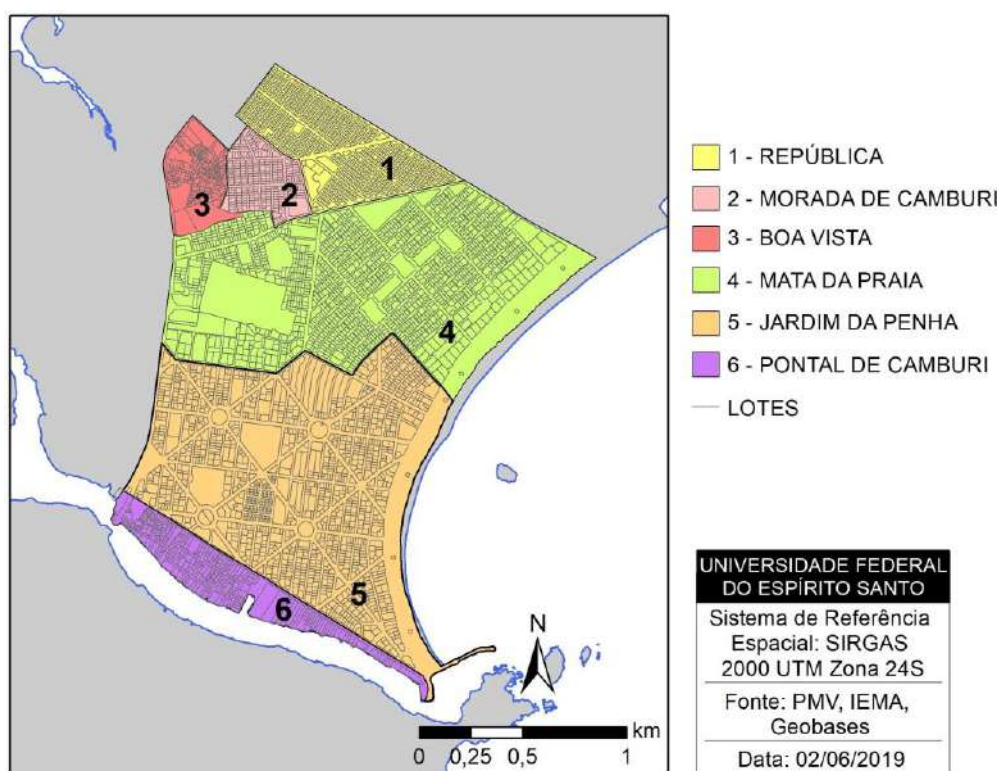 1
2
3
4
5
6
N
km
0 0,25 0,5 1
1 - REPÚBLICA
2 - MORADA DE CAMBURI
3 - BOA VISTA
4 - MATA DA PRAIA
5 - JARDIM DA PENHA
6 - PONTAL DE CAMBURI
LOTES
UNIVERSIDADE FEDERAL
DO ESPÍRITO SANTO
Sistema de Referência
Espacial: SIRGAS
2000 UTM Zona 24S
Fonte: PMV, IEMA,
Geobases
Data: 02/06/2019